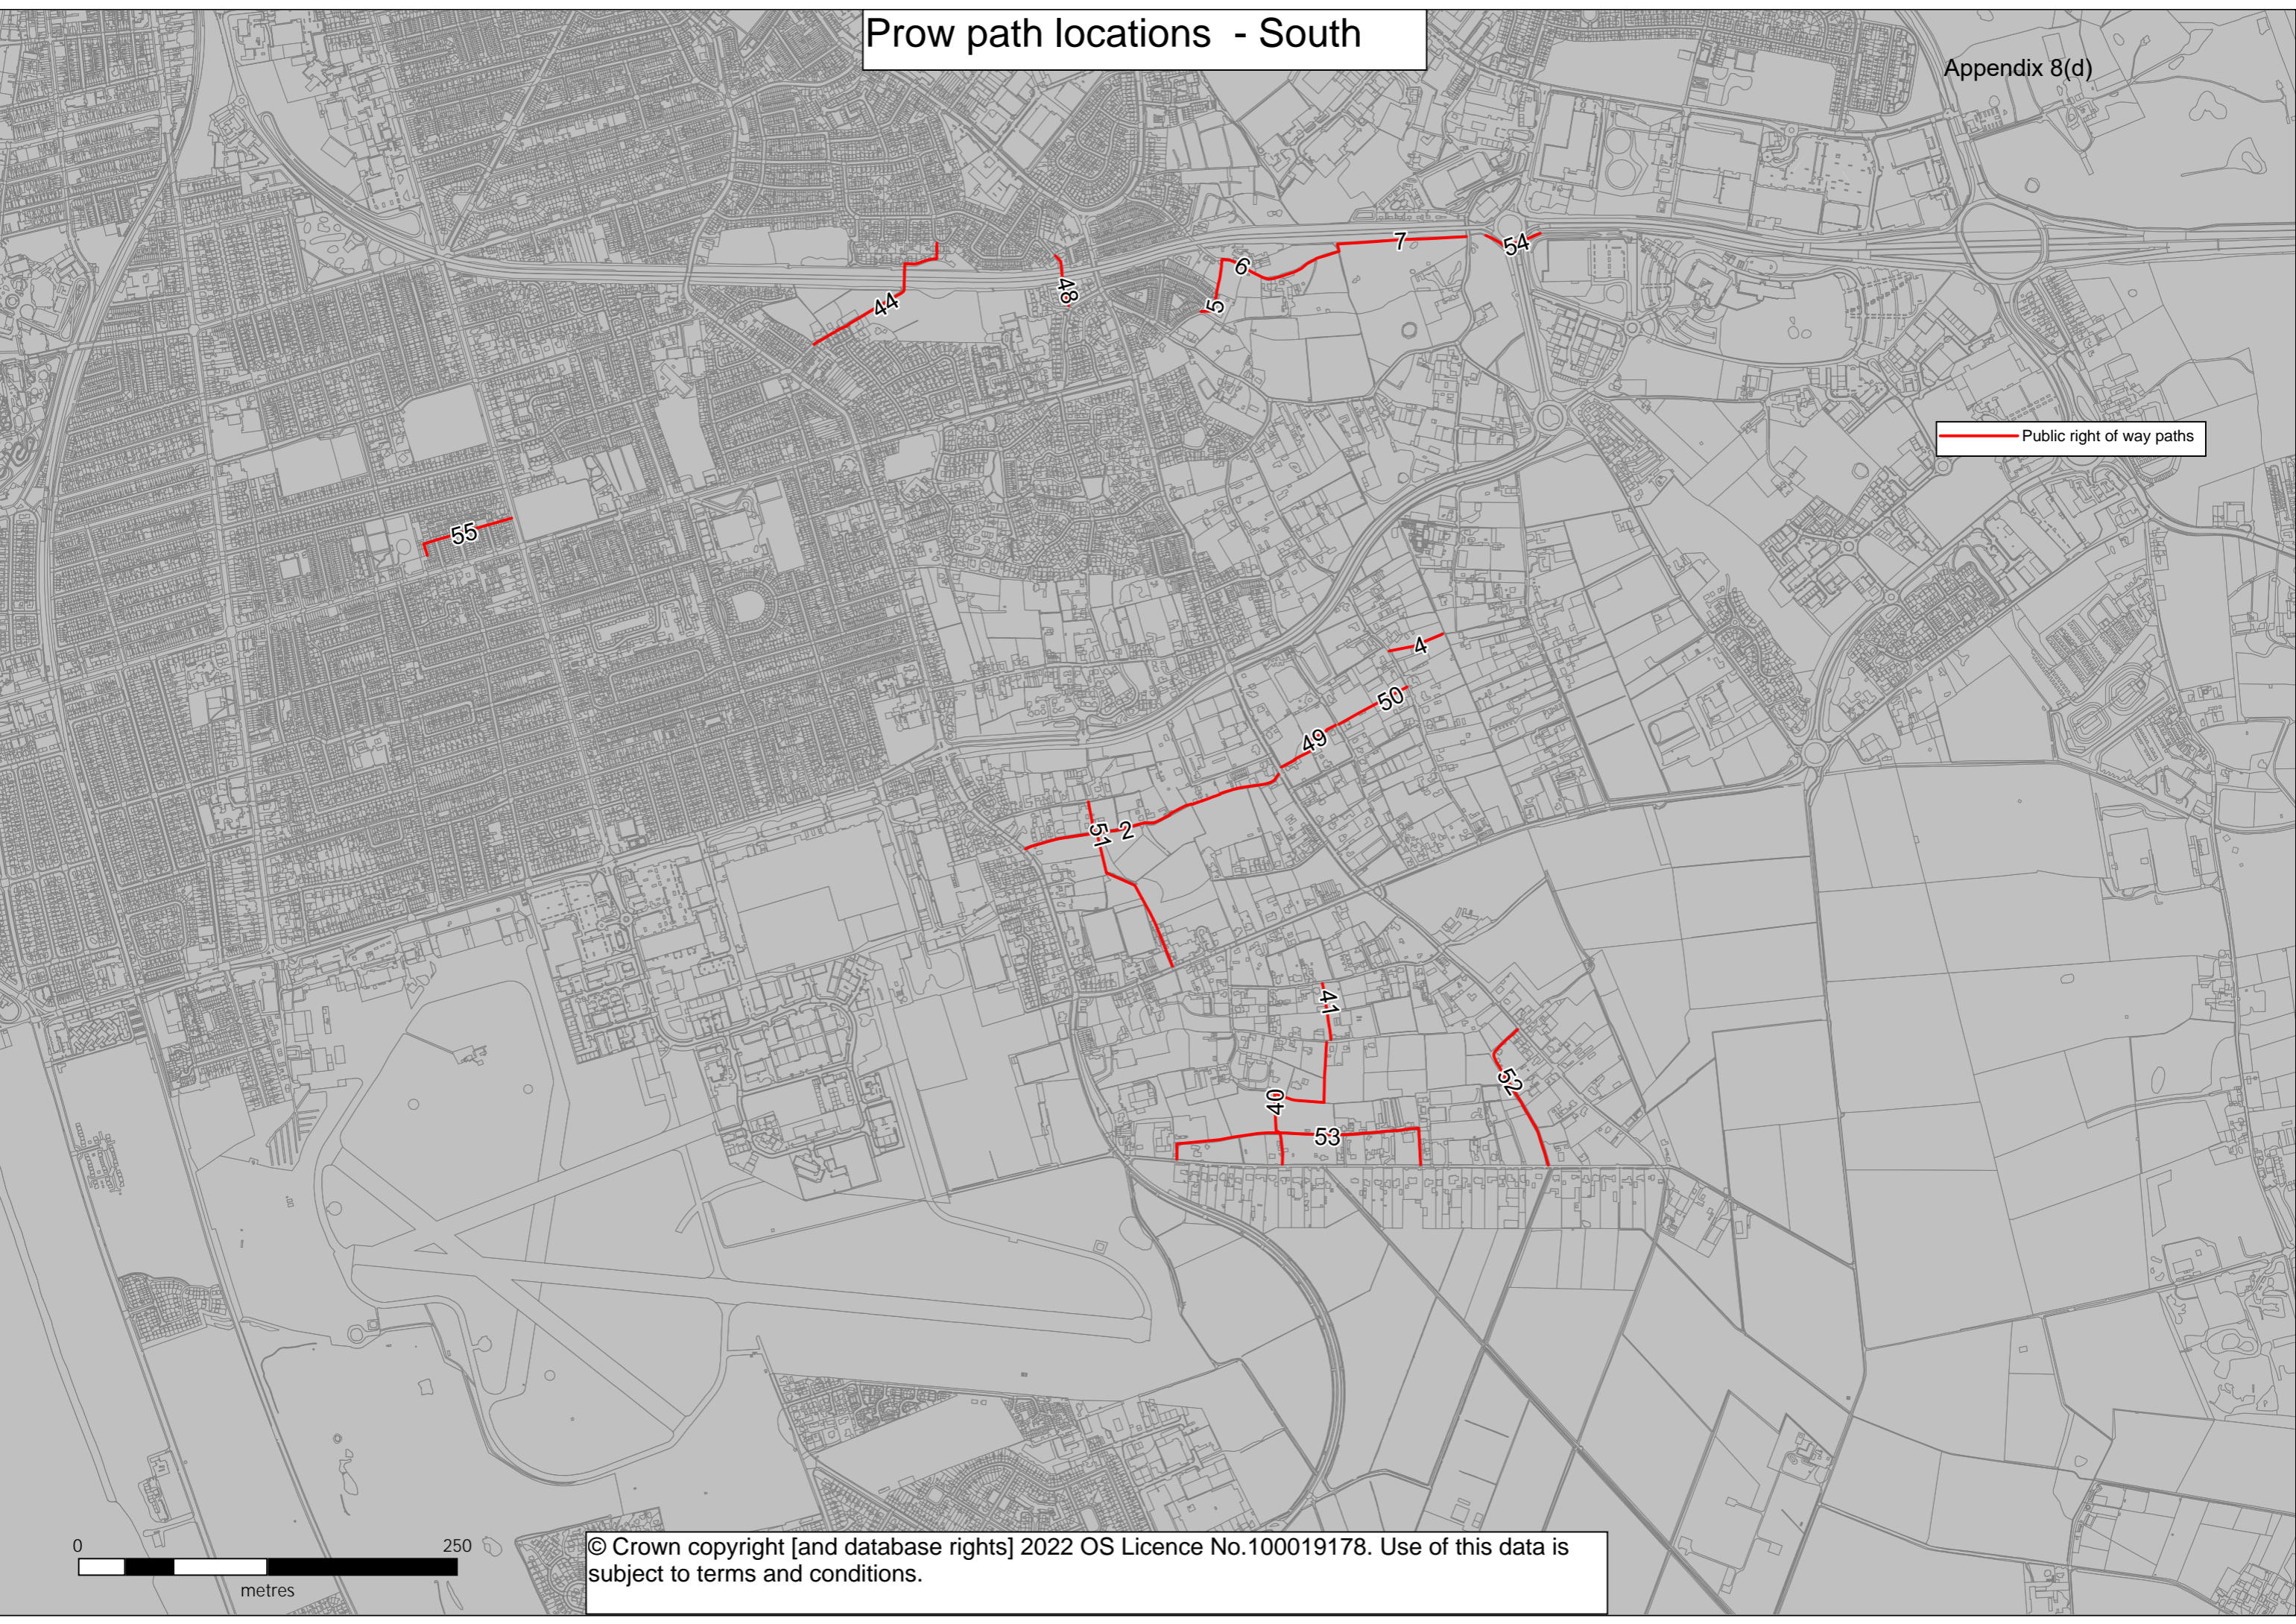 Prow path locations - South
Appendix 8(d)
7
54
6
48
5
44
Public right of way paths
55
4
50
49
51
2
41
52
40
53
0 250
metres
© Crown copyright [and database rights] 2022 OS Licence No.100019178. Use of this data is
subject to terms and conditions.